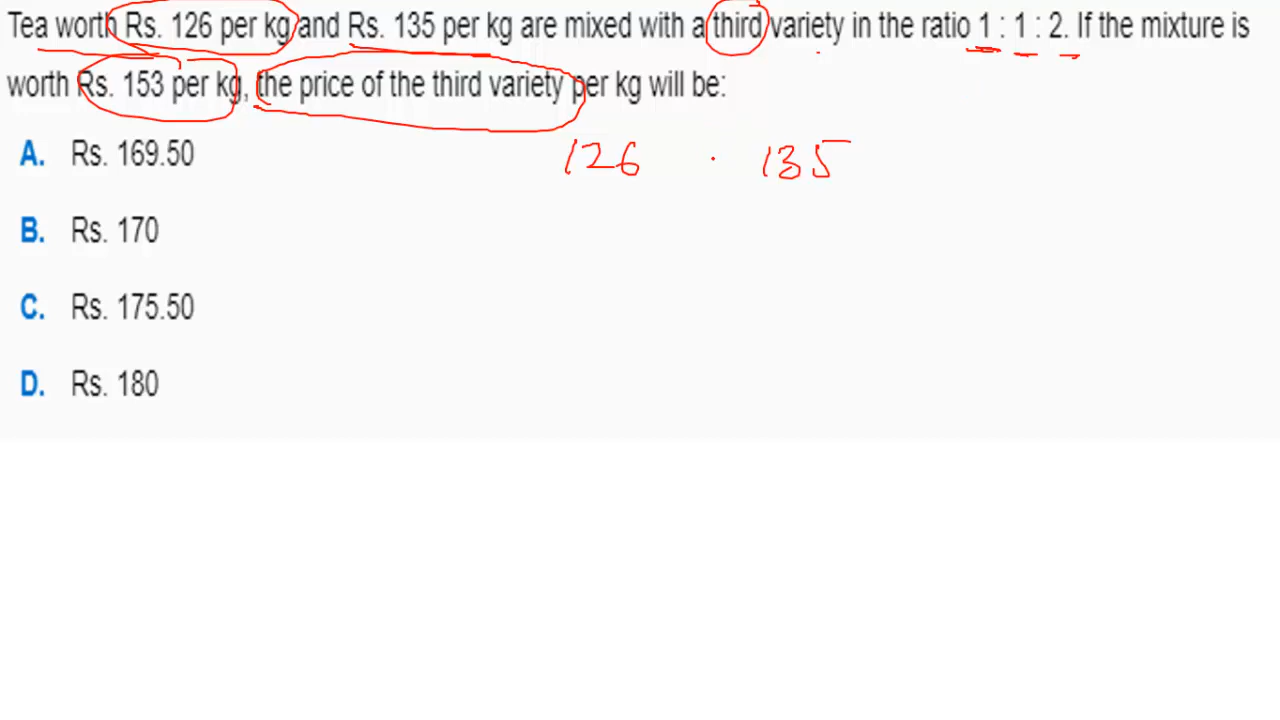 Tea worth Rs. 126 per kg and Rs. 135 per kg are mixed with a third variety in the ratio 1 : 1 : 2. If the mixture is
worth Rs. 153 per kg, the price of the third variety per kg will be:
A. Rs. 169.50
126 135
B. Rs. 170
C. Rs. 175.50
D. Rs. 180